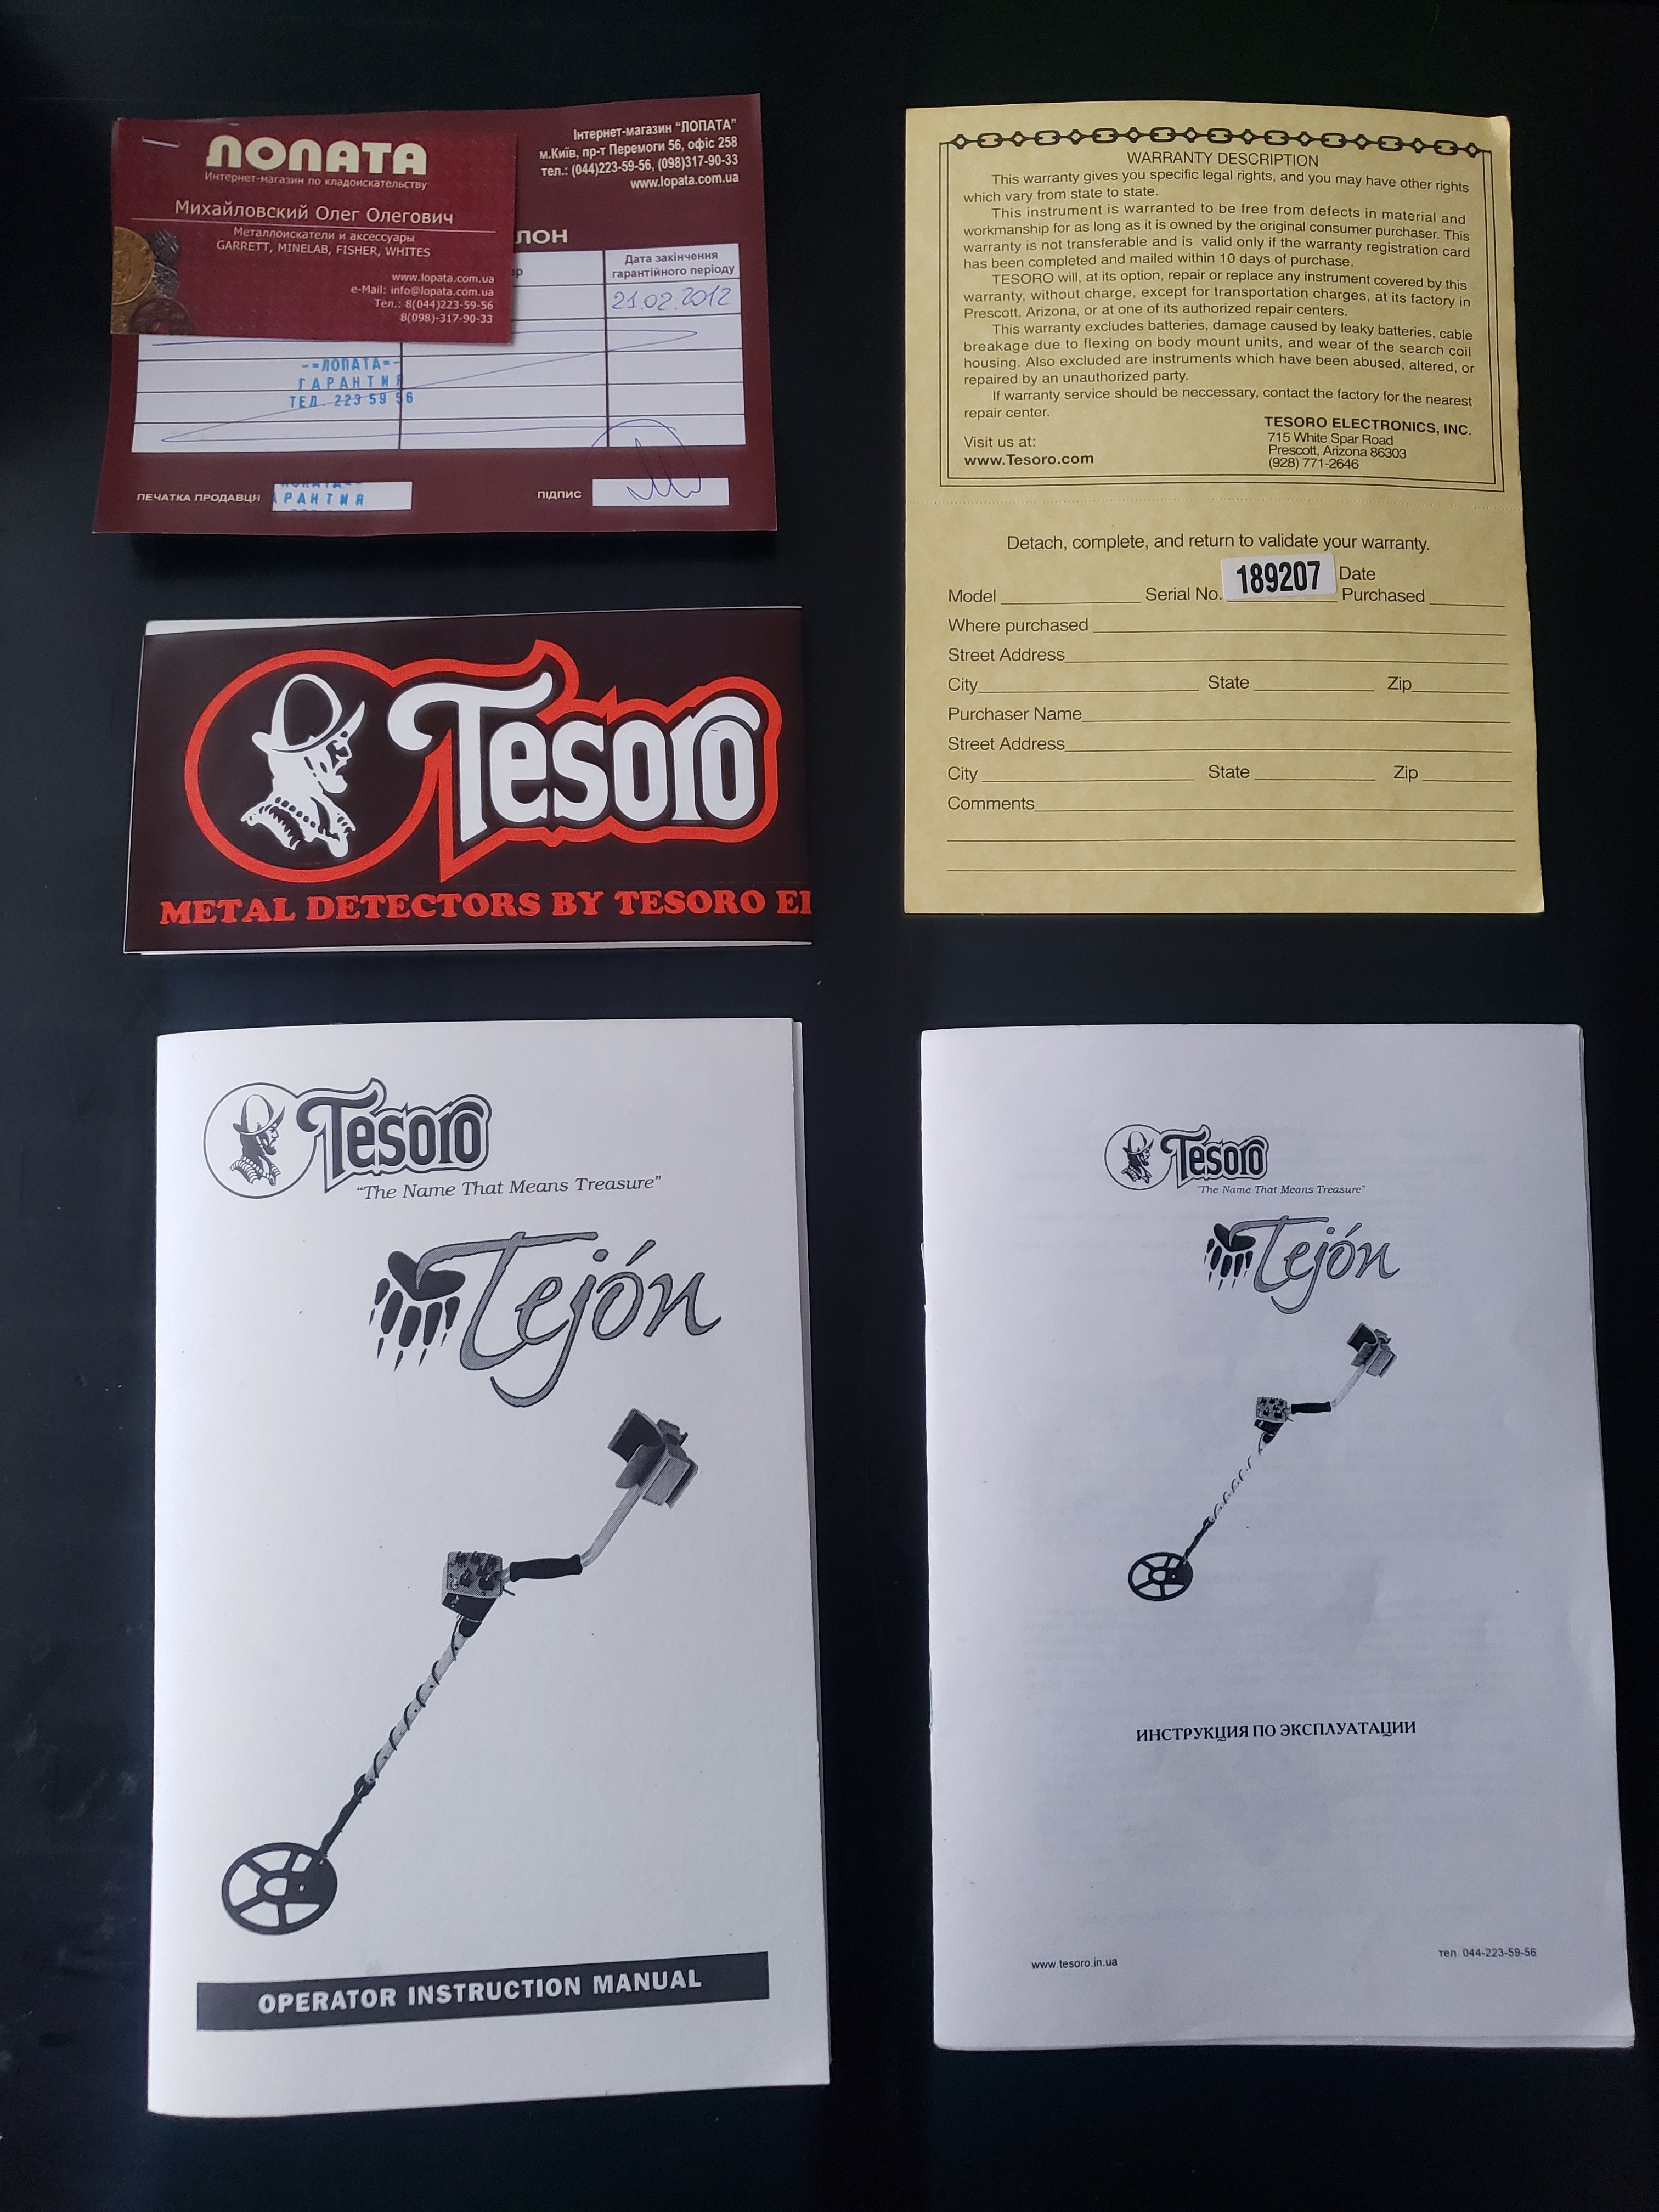 ЛОПАТА
Интернет-магазин по кладоискательству
Михайловский Олег Олегович
Металлоискатели и аксессуары
GARRETT, MINELAB, FISHER, WHITES
www.lopata.com.ua
e-Mail: info@lopata.com.ua
Тел.: 8(044)223-59-56
8(098)-317-90-33
Інтернет-магазин "ЛОПАТА"
м.Київ, пр-т Перемоги 56, офіс 258
тел.: (044)223-59-56, (098)317-90-33
www.lopata.com.ua
ЛОН
ар
Дата закінчення
гарантійного періоду
21.02.2012
-=ЛОПАТА=-
ГАРАНТИЯ
ТЕЛ. 223 59 56
ПЕЧАТКА ПРОДАВЦЯ
АРАНТИЯ
ПІДПИС
WARRANTY DESCRIPTION
This warranty gives you specific legal rights, and you may have other rights
which vary from state to state.
This instrument is warranted to be free from defects in material and
workmanship for as long as it is owned by the original consumer purchaser. This
warranty is not transferable and is valid only if the warranty registration card
has been completed and mailed within 10 days of purchase.
TESORO will, at its option, repair or replace any instrument covered by this
warranty, without charge, except for transportation charges, at its factory in
Prescott, Arizona, or at one of its authorized repair centers.
This warranty excludes batteries, damage caused by leaky batteries, cable
breakage due to flexing on body mount units, and wear of the search coil
housing. Also excluded are instruments which have been abused, altered, or
repaired by an unauthorized party.
If warranty service should be neccessary, contact the factory for the nearest
repair center.
Visit us at:
www.Tesoro.com
TESORO ELECTRONICS, INC.
715 White Spar Road
Prescott, Arizona 86303
(928) 771-2646
Detach, complete, and return to validate your warranty.
Model Serial No. 189207 Date Purchased
Where purchased
Street Address
City State Zip
Purchaser Name
Street Address
City State Zip
Comments
Tesoro
METAL DETECTORS BY TESORO El
Tesoro
"The Name That Means Treasure"
Tejón
OPERATOR INSTRUCTION MANUAL
Tesoro
"The Name That Means Treasure"
Tejón
ИНСТРУКЦИЯ ПО ЭКСПЛУАТАЦИИ
www.tesoro.in.ua
тел. 044-223-59-56